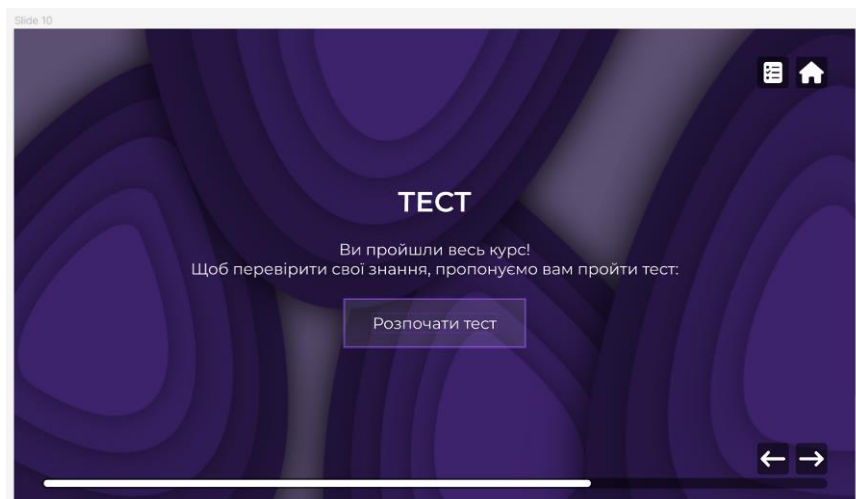 Slide 10
ТЕСТ
Ви пройшли весь курс!
Щоб перевірити свої знання, пропонуємо вам пройти тест:
Розпочати тест